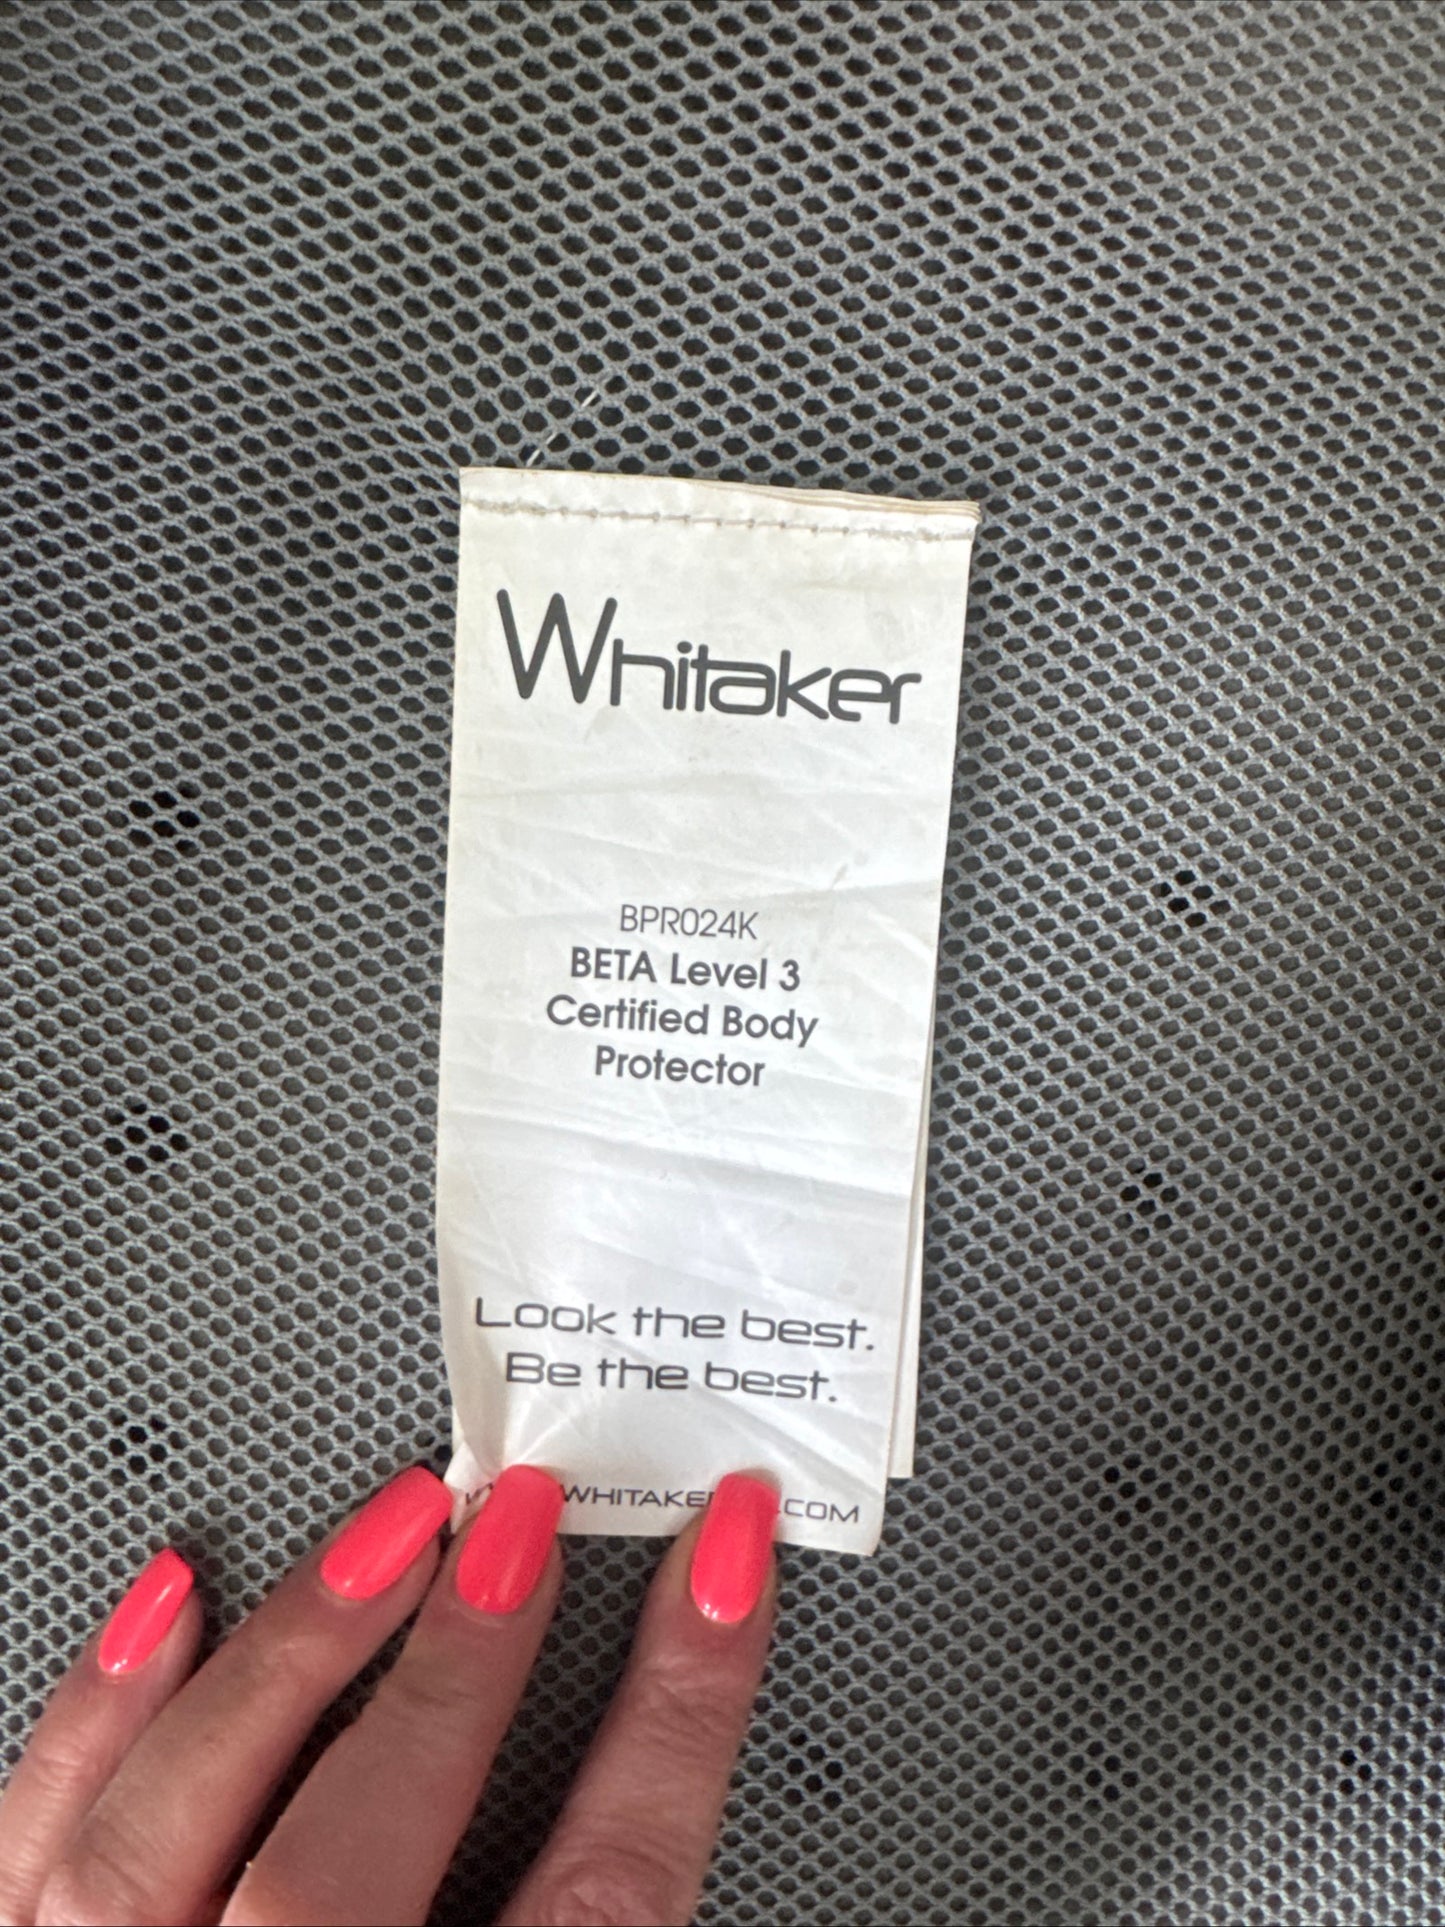 Whitaker
BPR024K
BETA Level 3
Certified Body
Protector
Look the best.
Be the best.